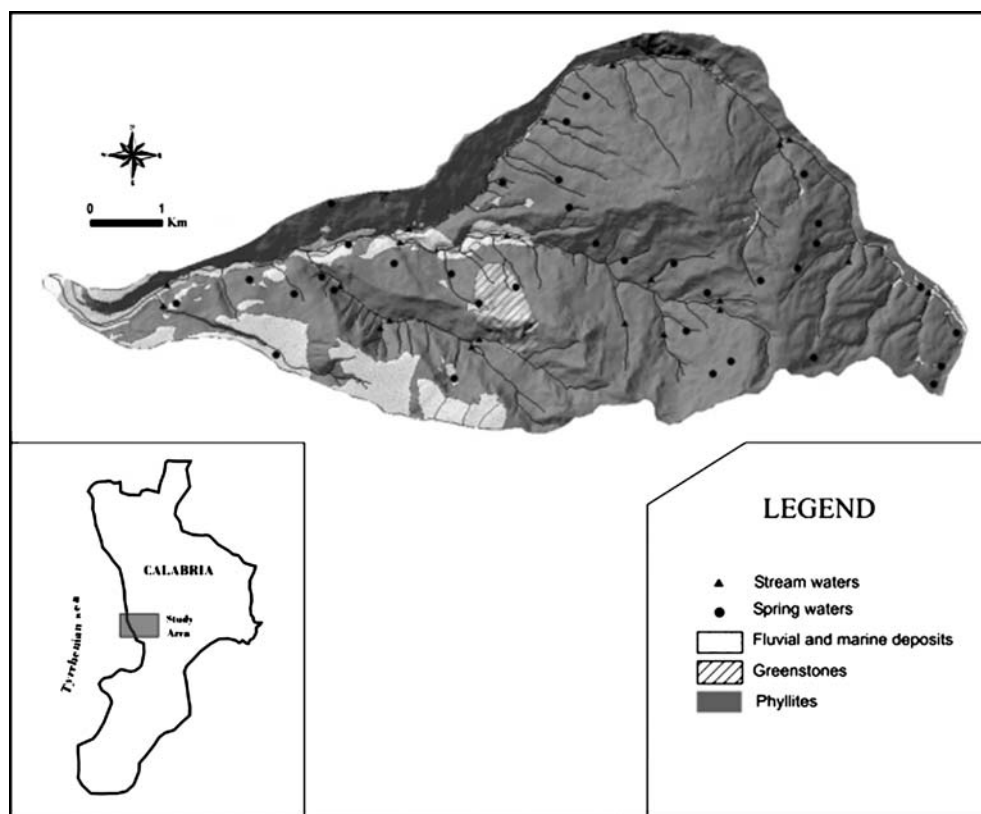 0 1
Km
CALABRIA
Study
Area
Tyrrhenian sea
LEGEND
Stream waters
Spring waters
Fluvial and marine deposits
Greenstones
Phyllites